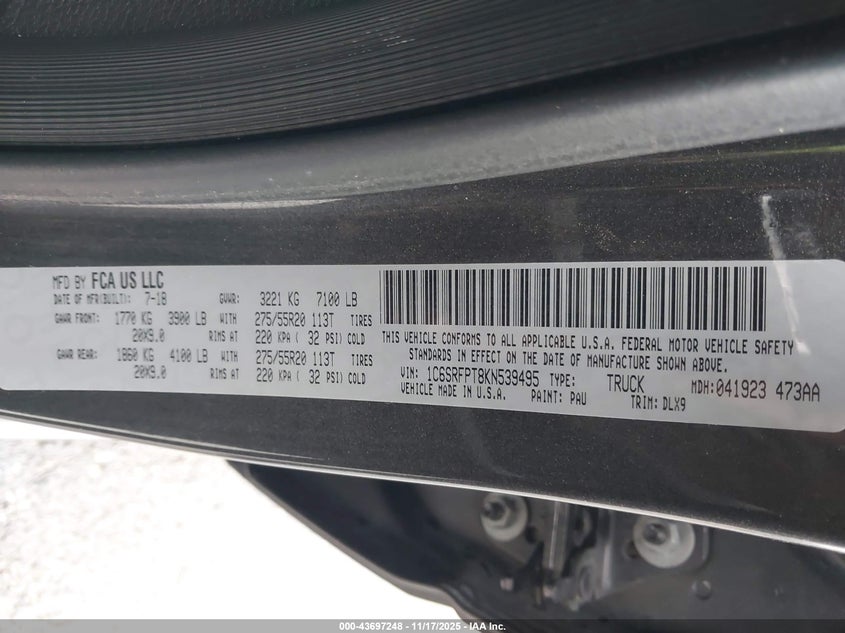 MFD BY FCA US LLC
DATE OF MFR(BUILT): 7-18 GVWR: 3221 KG 7100 LB
GAWR FRONT: 1770 KG 3900 LB WITH 275/55R20 113T TIRES
20X9.0 RIMS AT 220 KPA ( 32 PSI) COLD
GAWR REAR: 1860 KG 4100 LB WITH 275/55R20 113T TIRES
20X9.0 RIMS AT 220 KPA ( 32 PSI) COLD
THIS VEHICLE CONFORMS TO ALL APPLICABLE U.S.A. FEDERAL MOTOR VEHICLE SAFETY
STANDARDS IN EFFECT ON THE DATE OF MANUFACTURE SHOWN ABOVE.
VIN: 1C6SRFPT8KN539495 TYPE: TRUCK MDH:041923 473AA
VEHICLE MADE IN U.S.A. PAINT: PAU TRIM: DLX9
000-43697248 - 11/17/2025 - IAA Inc.